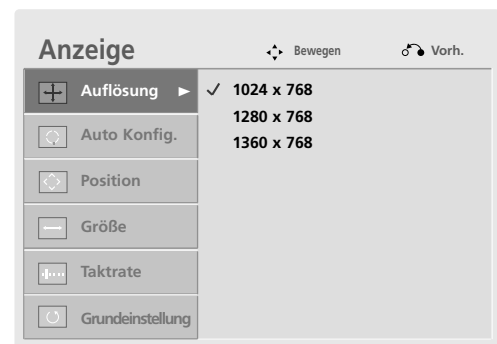 Anzeige Bewegen Vorh.
Auflösung 1024 x 768
1280 x 768
Auto Konfig.
1360 x 768
Position
Größe
Taktrate
Grundeinstellung